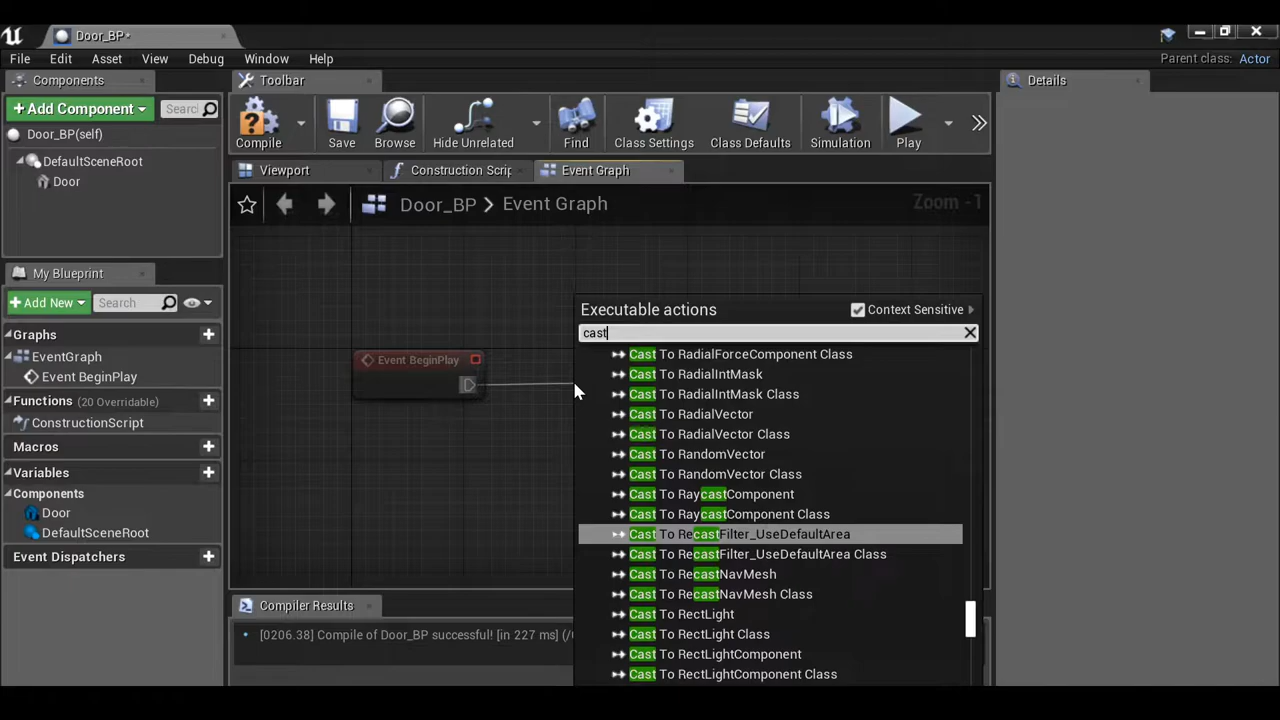 Door_BP•
File Edit Asset View Debug Window Help
Parent class: Actor
Components
Toolbar
Details
+Add Component
Searc
Door_BP(self)
DefaultSceneRoot
Door
Compile
Save
Browse
Hide Unrelated
Find
Class Settings
Class Defaults
Simulation
Play
Viewport
Construction Scrip
Event Graph
Door_BP > Event Graph
Zoom -1
My Blueprint
+Add New
Search
Graphs
EventGraph
Event BeginPlay
Functions (20 Overridable)
ConstructionScript
Macros
Variables
Components
Door
DefaultSceneRoot
Event Dispatchers
Event BeginPlay
Executable actions
Context Sensitive
cast
Cast To RadialForceComponent Class
Cast To RadialIntMask
Cast To RadialIntMask Class
Cast To RadialVector
Cast To RadialVector Class
Cast To RandomVector
Cast To RandomVector Class
Cast To RaycastComponent
Cast To RaycastComponent Class
Cast To RecastFilter_UseDefaultArea
Cast To RecastFilter_UseDefaultArea Class
Cast To RecastNavMesh
Cast To RecastNavMesh Class
Cast To RectLight
Cast To RectLight Class
Cast To RectLightComponent
Cast To RectLightComponent Class
Compiler Results
[0206.38] Compile of Door_BP successful! [in 227 ms] (/